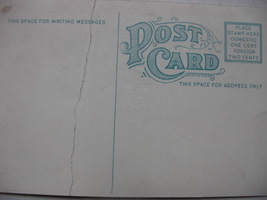 THIS SPACE FOR WRITING MESSAGES
POST
CARD
THIS SPACE FOR ADDRESS ONLY
PLACE
STAMP HERE
DOMESTIC
ONE CENT
FOREIGN
TWO CENTS